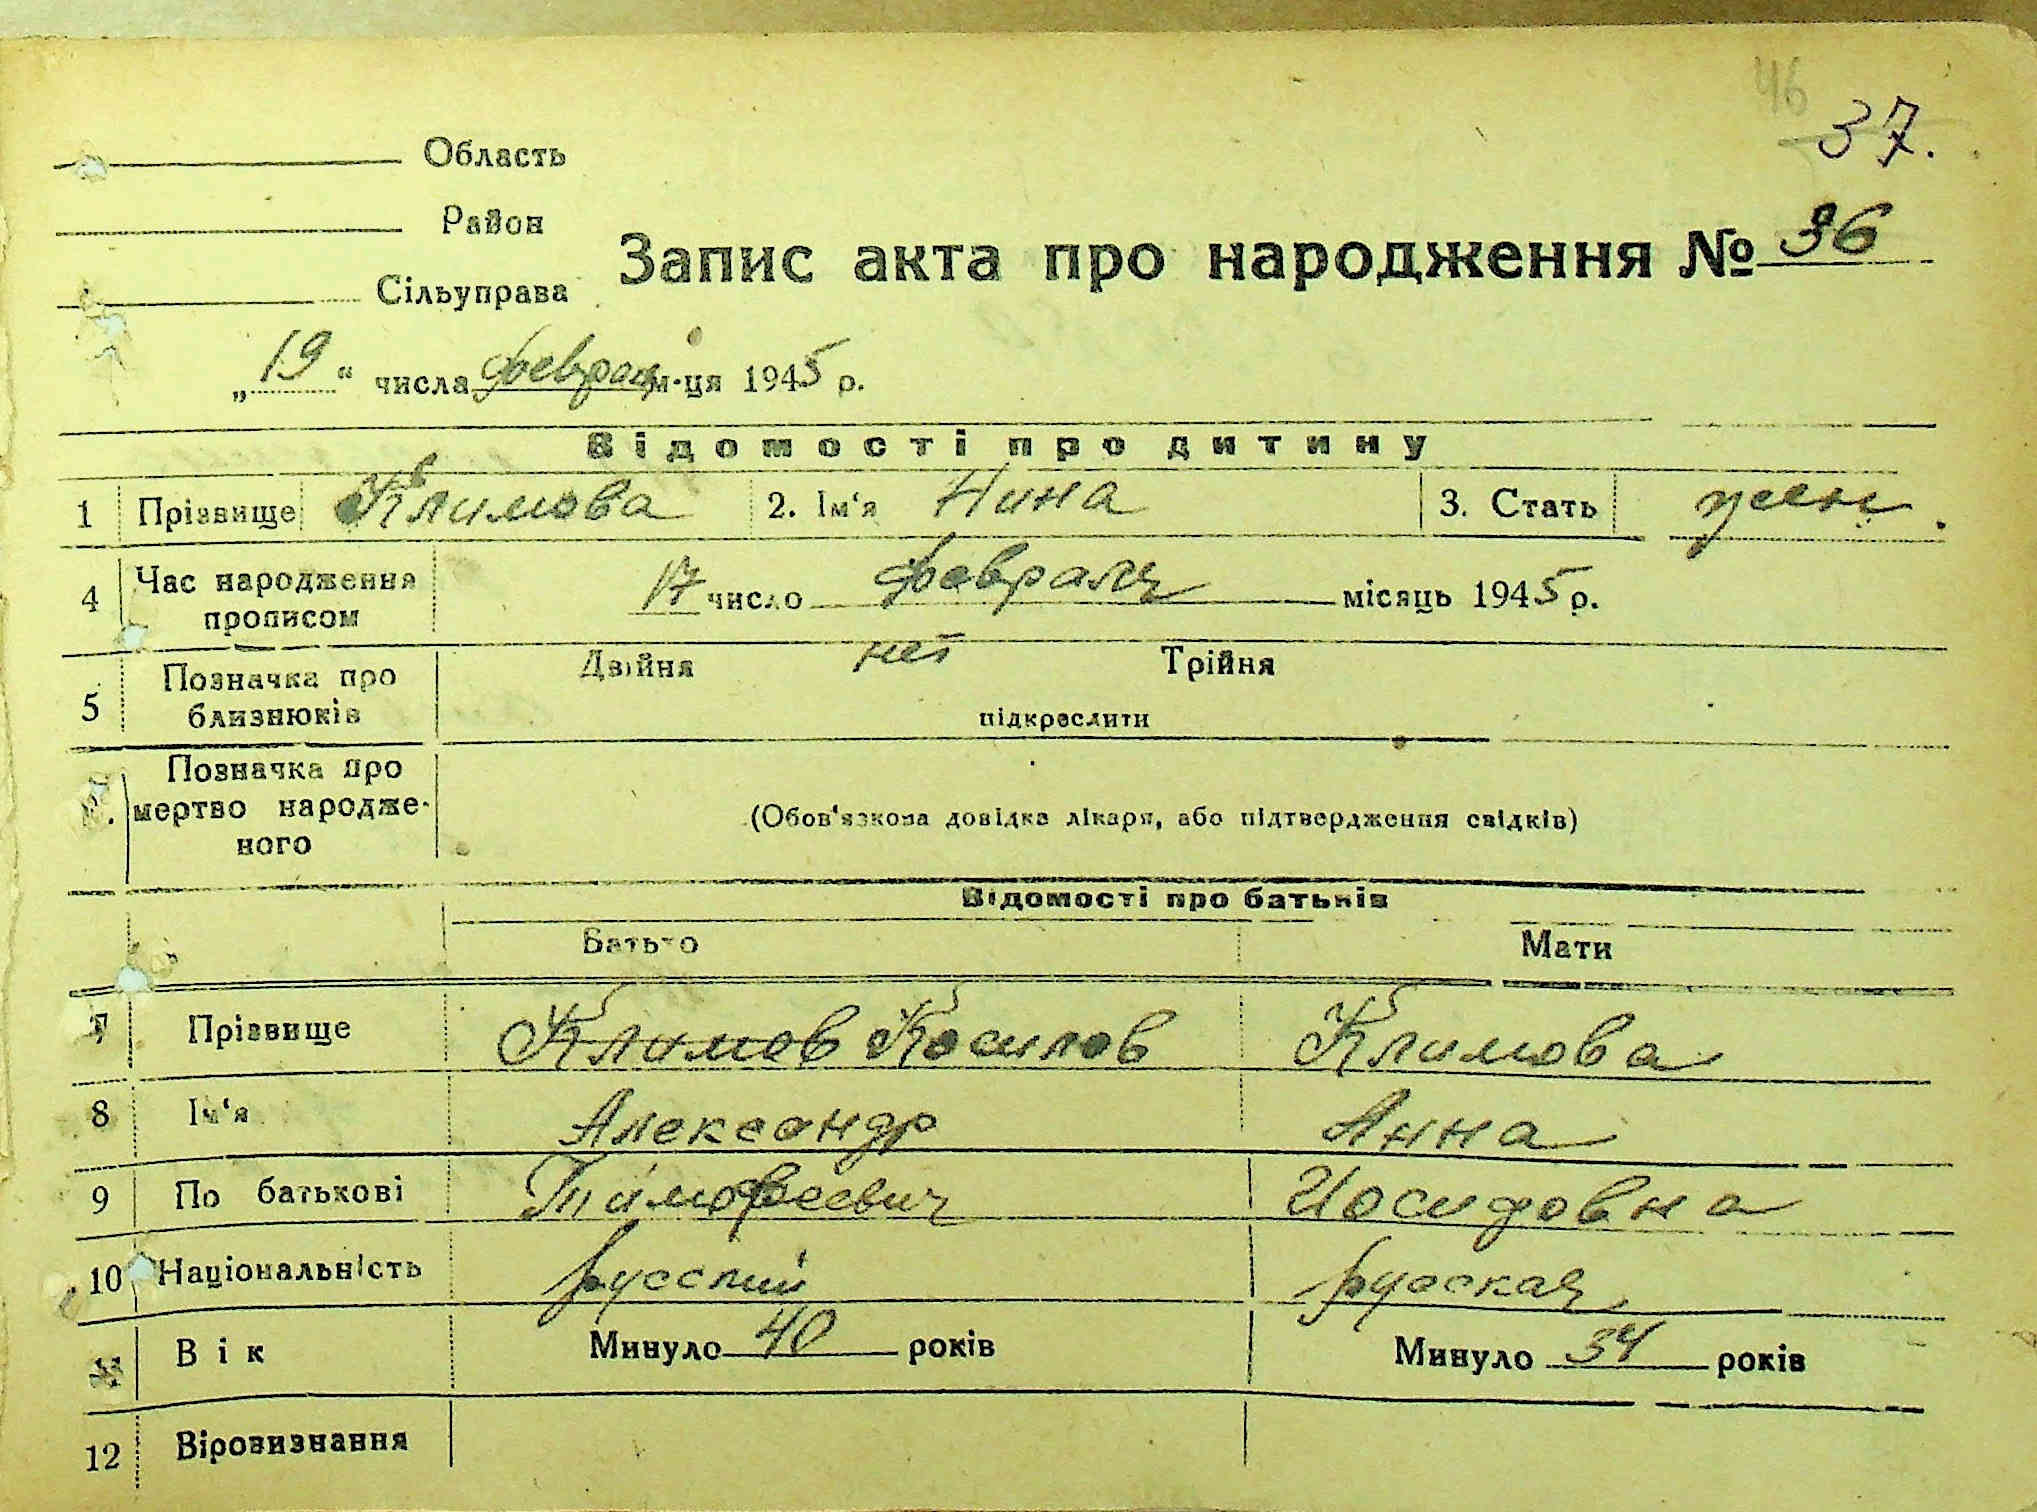 46
37.
Область
Район
Сільуправа
Запис акта про народження № 36
„19“ числа февраля м-ця 1945 р.
Відомості про дитину
1 Прізвище Климова 2. Ім'я Нина 3. Стать жен.
4 Час народження прописом 17 число февраля місяць 1945 р.
5 Позначка про близнюків Двійня нет Трійня
підкреслити
Позначка про мертво народженого
(Обов'язкова довідка лікаря, або підтвердження свідків)
Відомості про батьків
Батько Мати
7 Прізвище Климов Косилов Климова
8 Ім'я Александр Анна
9 По батькові Тимофеевич Иосифовна
10 Національність русский русская
11 Вік Минуло 40 років Минуло 34 років
12 Віровизнання